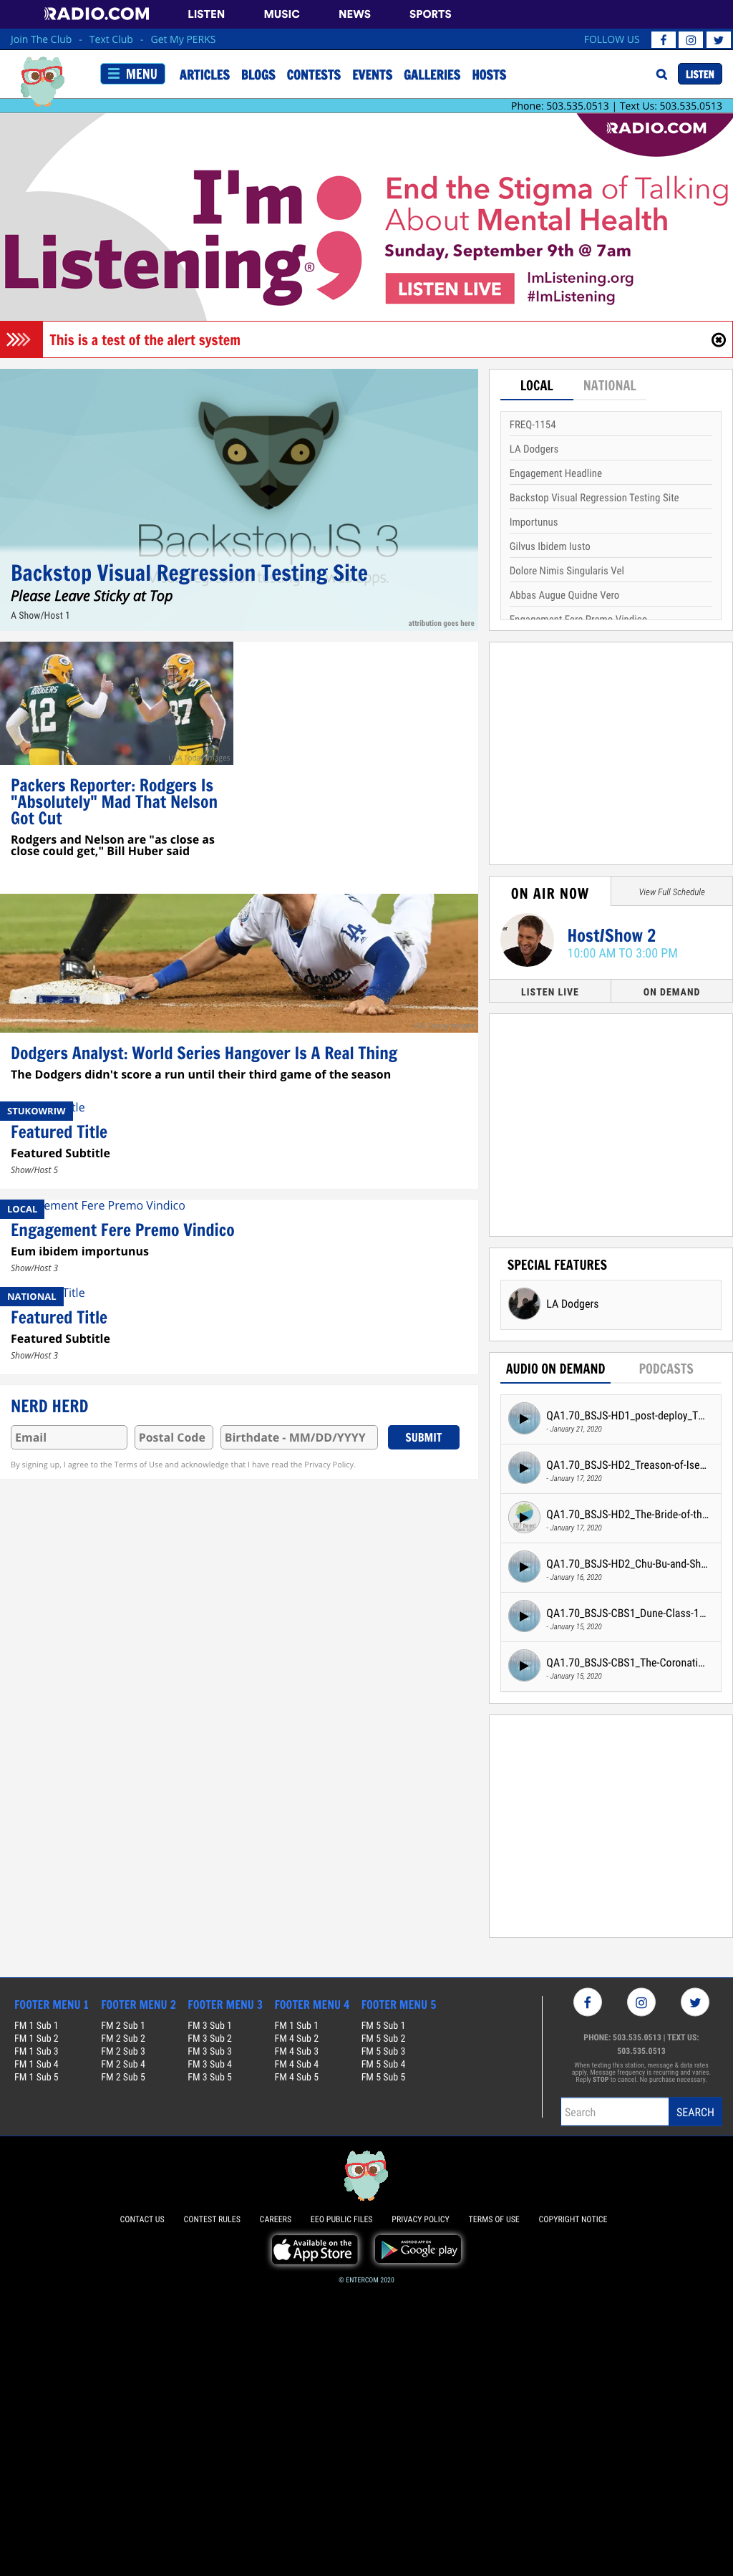 RADIO.COM LISTEN MUSIC NEWS SPORTS
Join The Club - Text Club - Get My PERKS FOLLOW US
MENU ARTICLES BLOGS CONTESTS EVENTS GALLERIES HOSTS LISTEN
Phone: 503.535.0513 | Text Us: 503.535.0513
RADIO.COM
I'm
Listening®
End the Stigma of Talking
About Mental Health
Sunday, September 9th @ 7am
LISTEN LIVE
ImListening.org
#ImListening
This is a test of the alert system
BackstopJS 3
Backstop Visual Regression Testing Site
Please Leave Sticky at Top
A Show/Host 1
attribution goes here
LOCAL NATIONAL
FREQ-1154
LA Dodgers
Engagement Headline
Backstop Visual Regression Testing Site
Importunus
Gilvus Ibidem Iusto
Dolore Nimis Singularis Vel
Abbas Augue Quidne Vero
Engagement Fere Promo Vindico
RODGERS
12
87
Packers Reporter: Rodgers Is
"Absolutely" Mad That Nelson
Got Cut
Rodgers and Nelson are "as close as
close could get," Bill Huber said
ON AIR NOW View Full Schedule
Host/Show 2
10:00 AM TO 3:00 PM
LISTEN LIVE ON DEMAND
Dodgers Analyst: World Series Hangover Is A Real Thing
The Dodgers didn't score a run until their third game of the season
STUKOWRIW tle
Featured Title
Featured Subtitle
Show/Host 5
LOCAL ement Fere Premo Vindico
Engagement Fere Premo Vindico
Eum ibidem importunus
Show/Host 3
NATIONAL Title
Featured Title
Featured Subtitle
Show/Host 3
NERD HERD
Email Postal Code Birthdate - MM/DD/YYYY SUBMIT
By signing up, I agree to the Terms of Use and acknowledge that I have read the Privacy Policy.
SPECIAL FEATURES
LA Dodgers
AUDIO ON DEMAND PODCASTS
QA1.70_BSJS-HD1_post-deploy_T...
- January 21, 2020
QA1.70_BSJS-HD2_Treason-of-Ise...
- January 17, 2020
QA1.70_BSJS-HD2_The-Bride-of-th...
- January 17, 2020
QA1.70_BSJS-HD2_Chu-Bu-and-Sh...
- January 16, 2020
QA1.70_BSJS-CBS1_Dune-Class-1...
- January 15, 2020
QA1.70_BSJS-CBS1_The-Coronati...
- January 15, 2020
FOOTER MENU 1 FOOTER MENU 2 FOOTER MENU 3 FOOTER MENU 4 FOOTER MENU 5
FM 1 Sub 1 FM 2 Sub 1 FM 3 Sub 1 FM 1 Sub 1 FM 5 Sub 1
FM 1 Sub 2 FM 2 Sub 2 FM 3 Sub 2 FM 4 Sub 2 FM 5 Sub 2
FM 1 Sub 3 FM 2 Sub 3 FM 3 Sub 3 FM 4 Sub 3 FM 5 Sub 3
FM 1 Sub 4 FM 2 Sub 4 FM 3 Sub 4 FM 4 Sub 4 FM 5 Sub 4
FM 1 Sub 5 FM 2 Sub 5 FM 3 Sub 5 FM 4 Sub 5 FM 5 Sub 5
PHONE: 503.535.0513 | TEXT US:
503.535.0513
When texting this station, message & data rates
apply. Message frequency is recurring and varies.
Reply STOP to cancel. No purchase necessary.
Search SEARCH
CONTACT US CONTEST RULES CAREERS EEO PUBLIC FILES PRIVACY POLICY TERMS OF USE COPYRIGHT NOTICE
Available on the
App Store
ANDROID APP ON
Google play
© ENTERCOM 2020